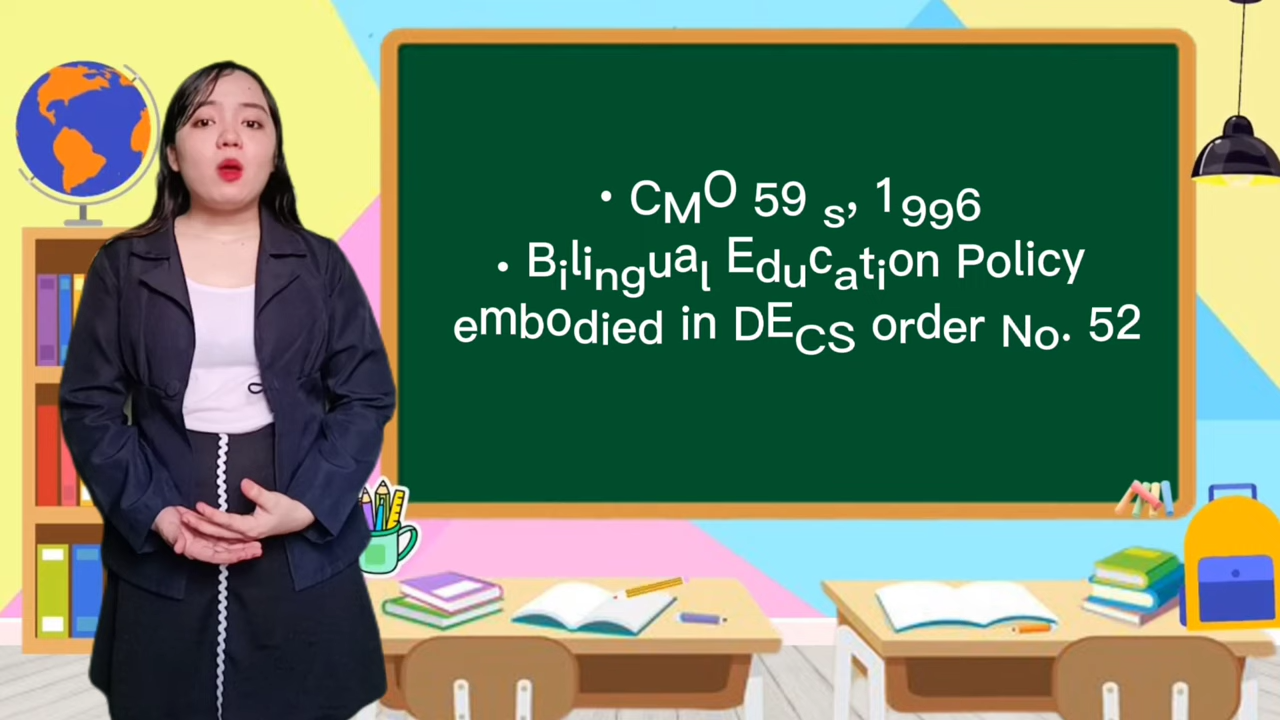 • CMO 59 s, 1996
• Bilingual Education Policy
embodied in DECS order No. 52